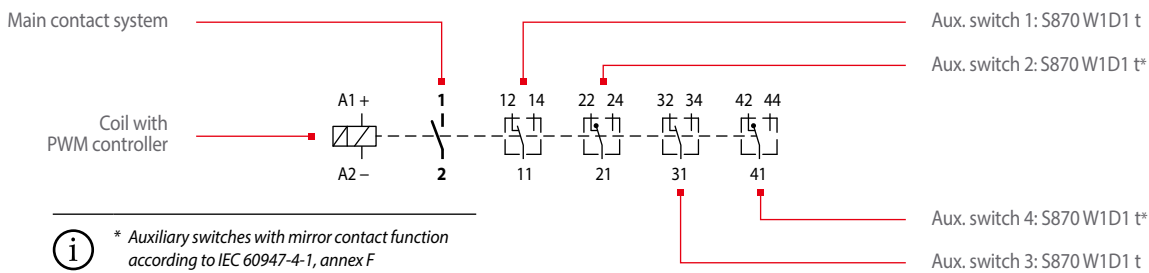 Main contact system
Aux. switch 1: S870 W1D1 t
Aux. switch 2: S870 W1D1 t*
A1 + 1 12 14 22 24 32 34 42 44
Coil with
PWM controller
A2 – 2 11 21 31 41
Aux. switch 4: S870 W1D1 t*
Aux. switch 3: S870 W1D1 t
i
* Auxiliary switches with mirror contact function
according to IEC 60947-4-1, annex F